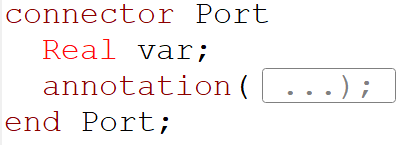 connector Port
Real var;
annotation( ...);
end Port;